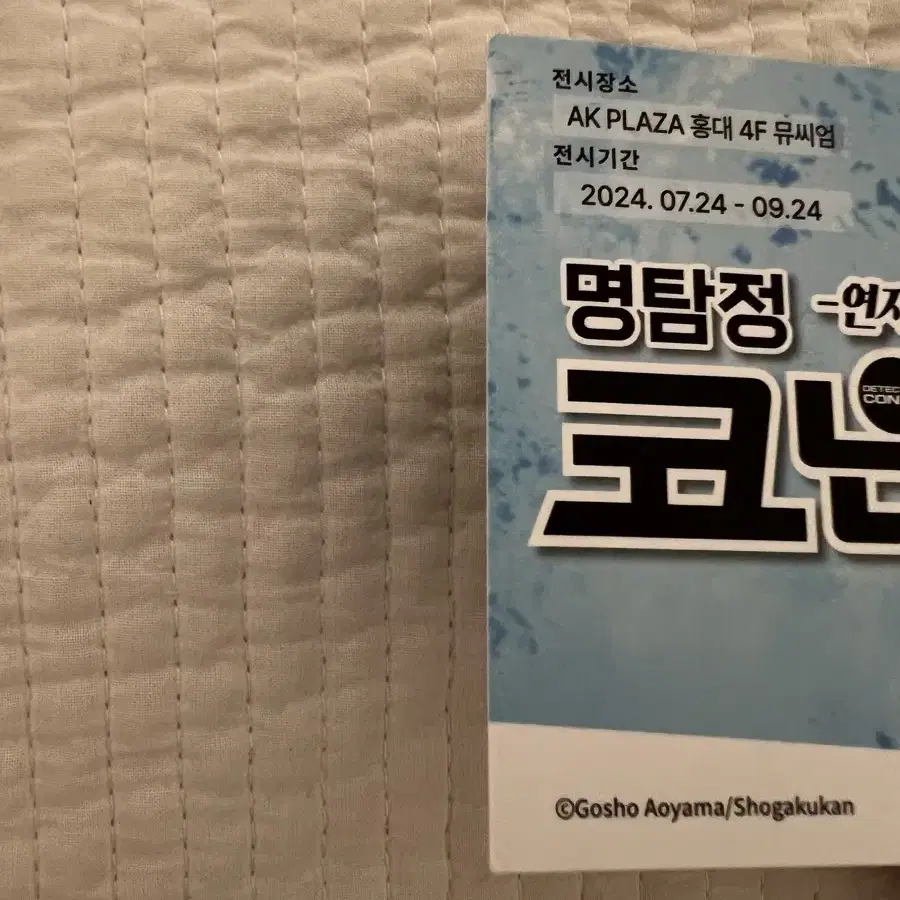 전시장소
AK PLAZA 홍대 4F 뮤씨엄
전시기간
2024. 07.24 - 09.24
명탐정
코
©Gosho Aoyama/Shogakukan